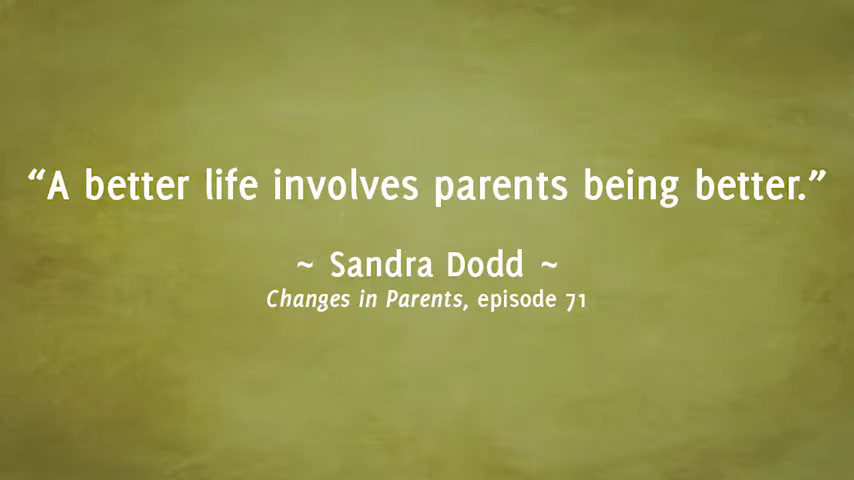 “A better life involves parents being better.”
~ Sandra Dodd ~
Changes in Parents, episode 71